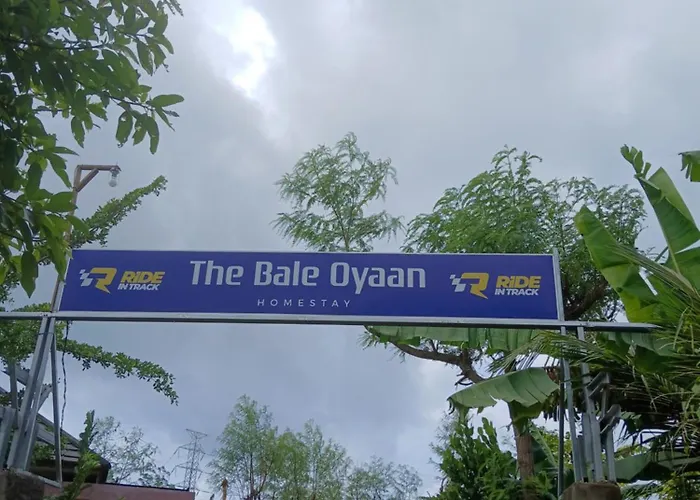 RIDE
IN TRACK
The Bale Oyaan
HOMESTAY
RIDE
IN TRACK